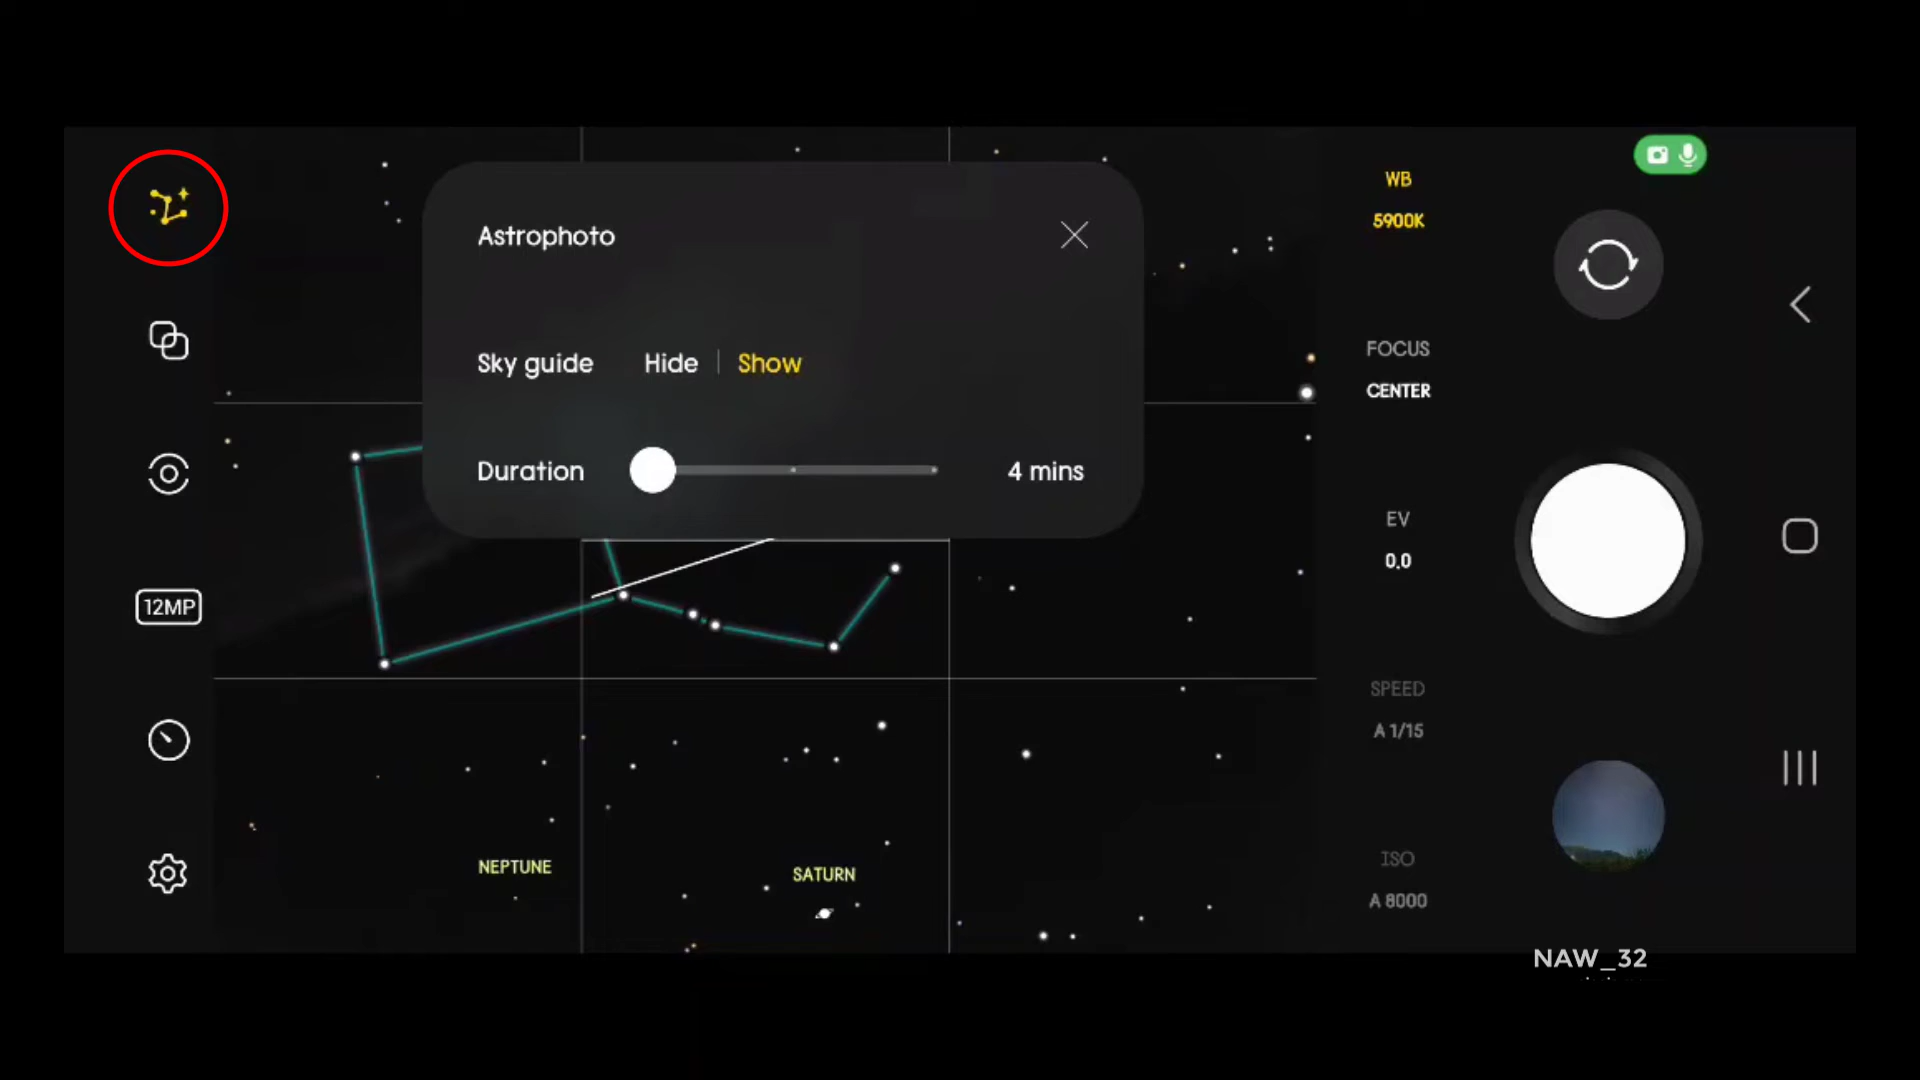 Astrophoto
Sky guide Hide Show
Duration 4 mins
12MP
NEPTUNE
SATURN
WB
5900K
FOCUS
CENTER
EV
0.0
SPEED
A 1/15
ISO
A 8000
NAW_32